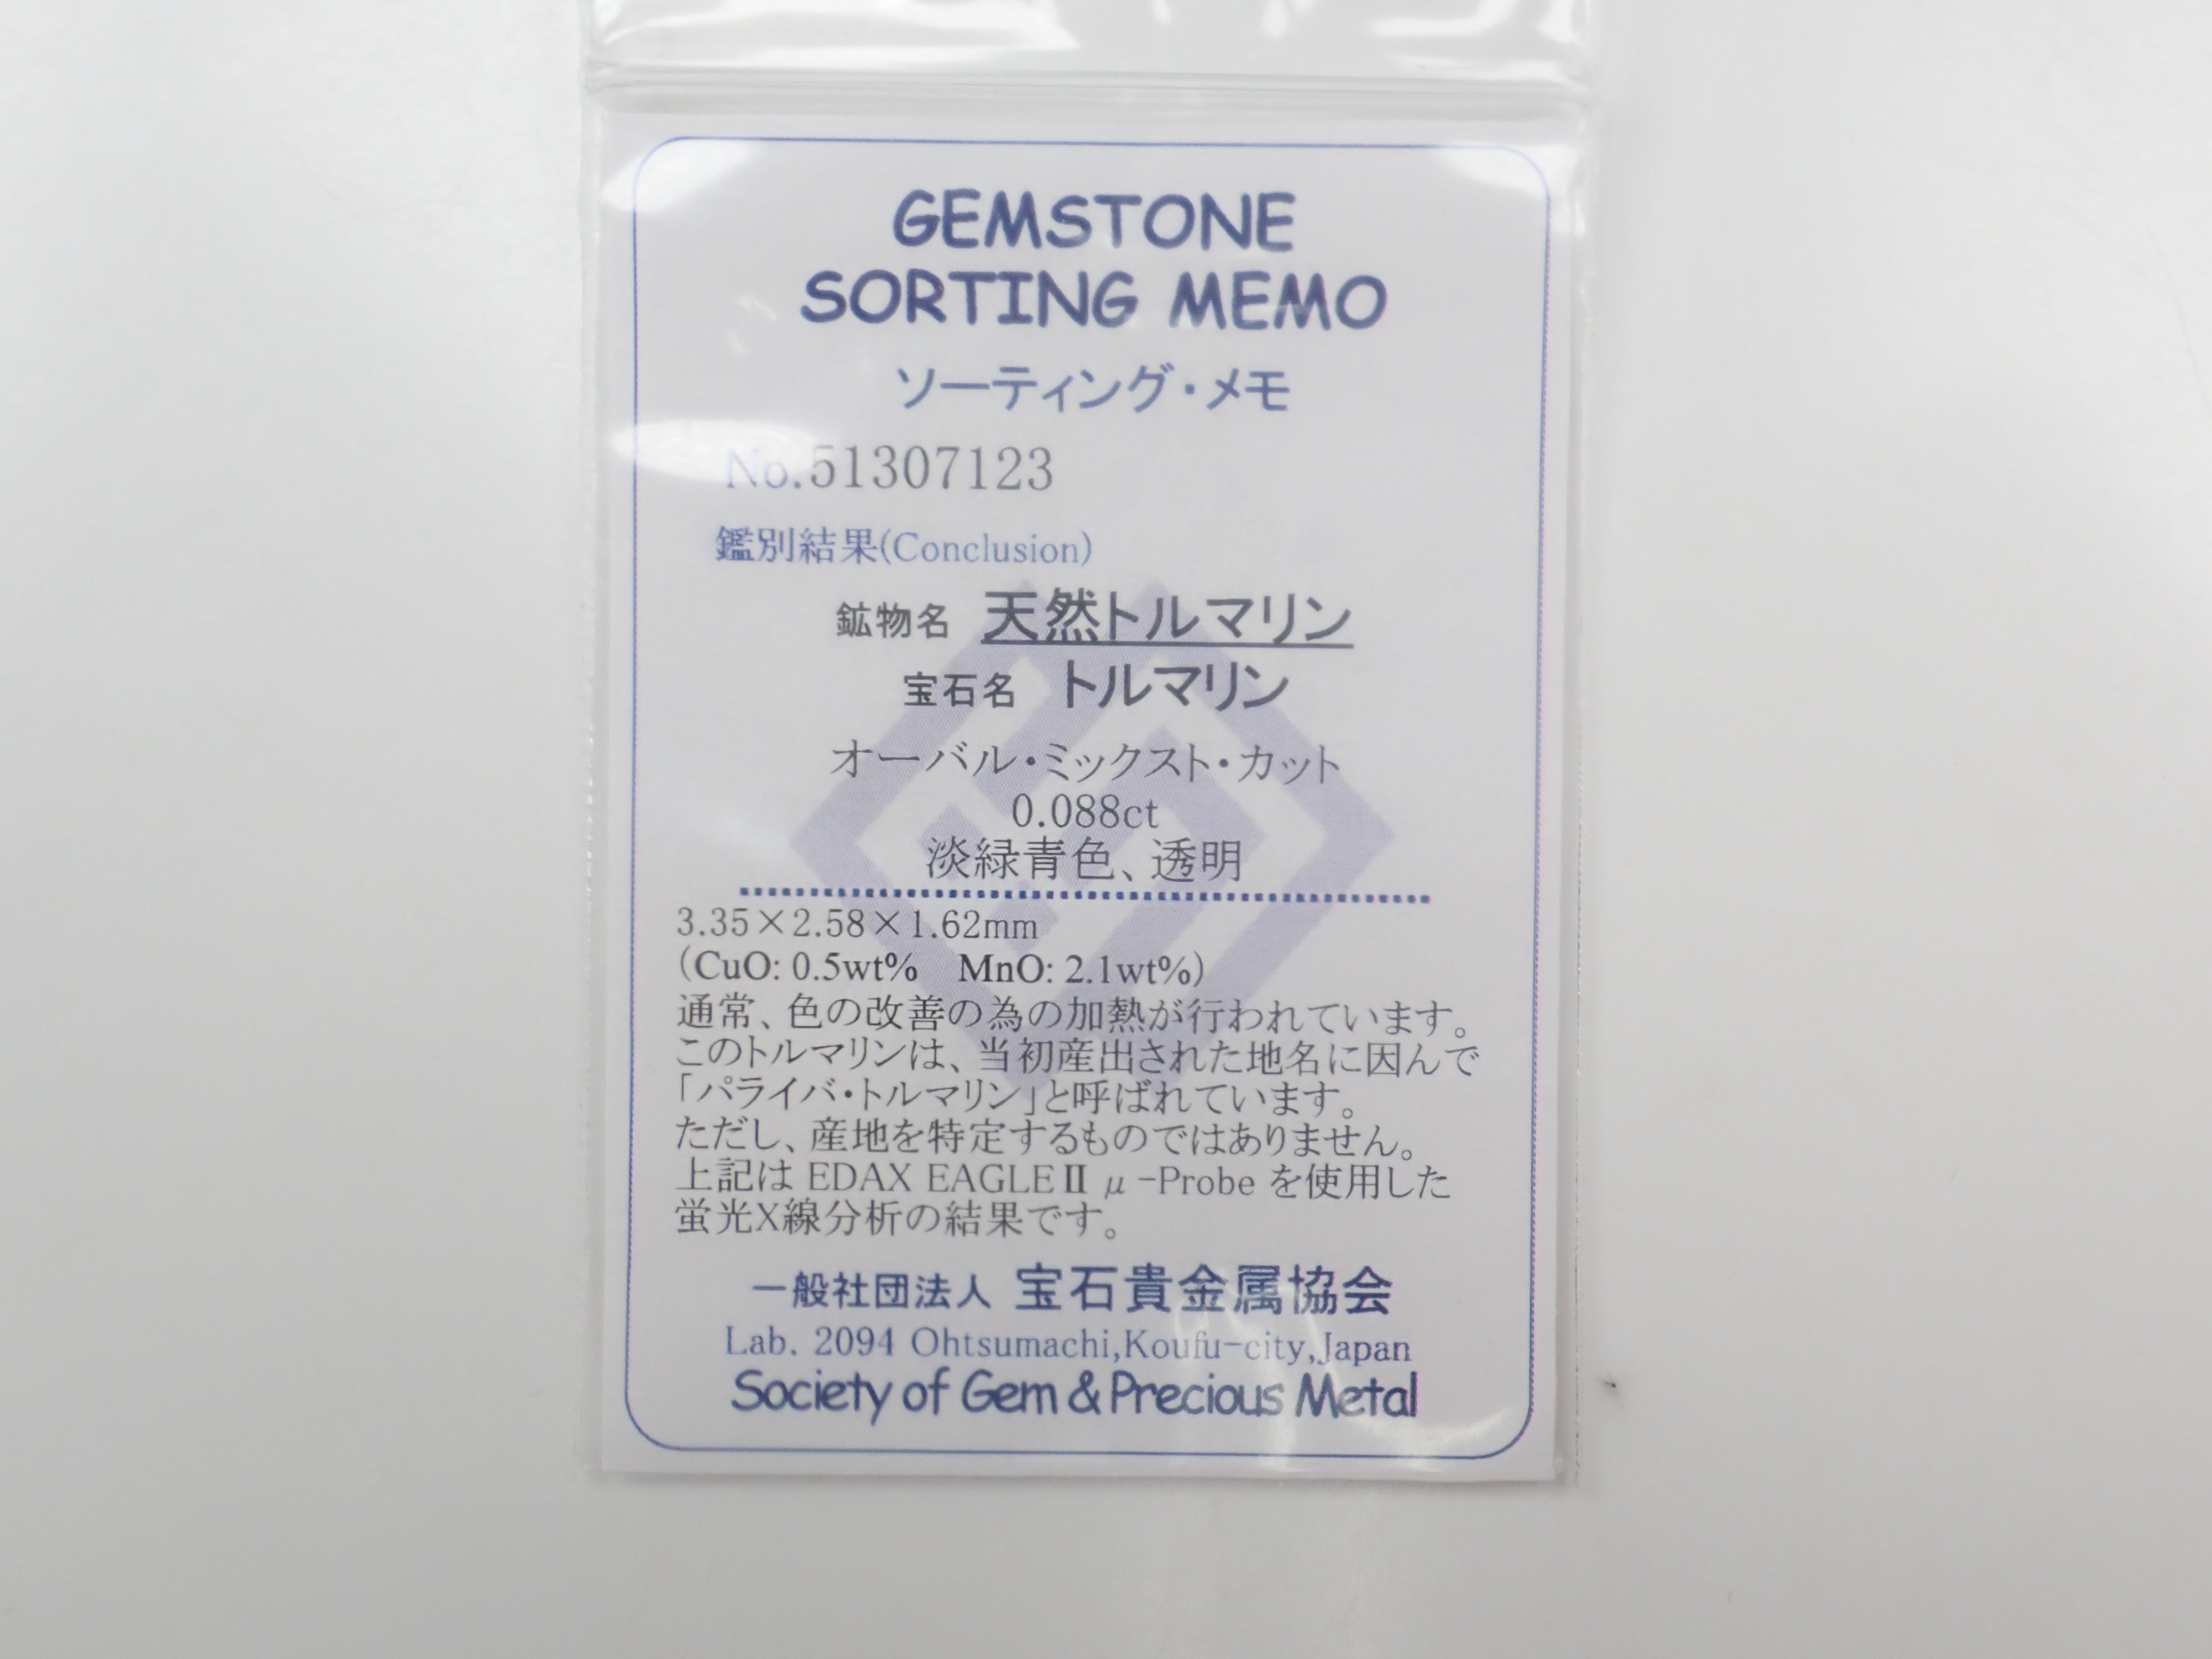 GEMSTONE
SORTING MEMO
ソーティング・メモ
No.51307123
鑑別結果(Conclusion)
鉱物名 天然トルマリン
宝石名 トルマリン
オーバル・ミックスト・カット
0.088ct
淡緑青色、透明
3.35×2.58×1.62mm
(CuO: 0.5wt% MnO: 2.1wt%)
通常、色の改善の為の加熱が行われています。
このトルマリンは、当初産出された地名に因んで
「パライバ・トルマリン」と呼ばれています。
ただし、産地を特定するものではありません。
上記は EDAX EAGLEⅡ μ-Probe を使用した
蛍光X線分析の結果です。
一般社団法人 宝石貴金属協会
Lab. 2094 Ohtsumachi,Koufu-city,Japan
Society of Gem & Precious Metal